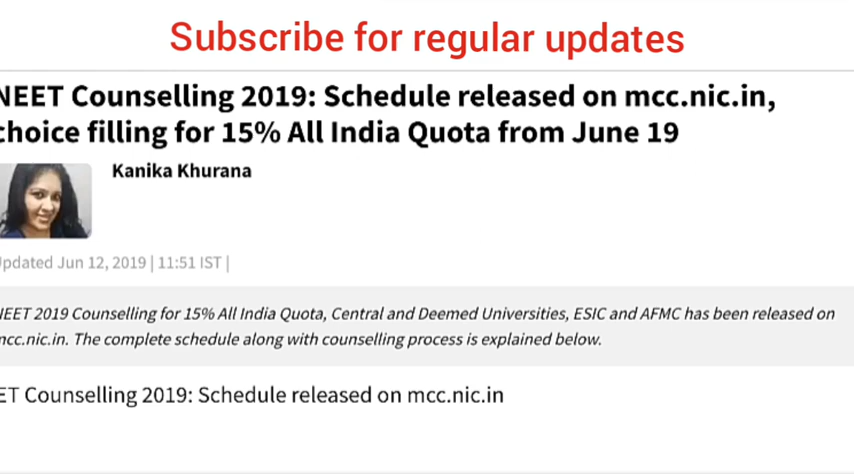 Subscribe for regular updates
NEET Counselling 2019: Schedule released on mcc.nic.in,
choice filling for 15% All India Quota from June 19
Kanika Khurana
Updated Jun 12, 2019 | 11:51 IST |
NEET 2019 Counselling for 15% All India Quota, Central and Deemed Universities, ESIC and AFMC has been released on
mcc.nic.in. The complete schedule along with counselling process is explained below.
ET Counselling 2019: Schedule released on mcc.nic.in